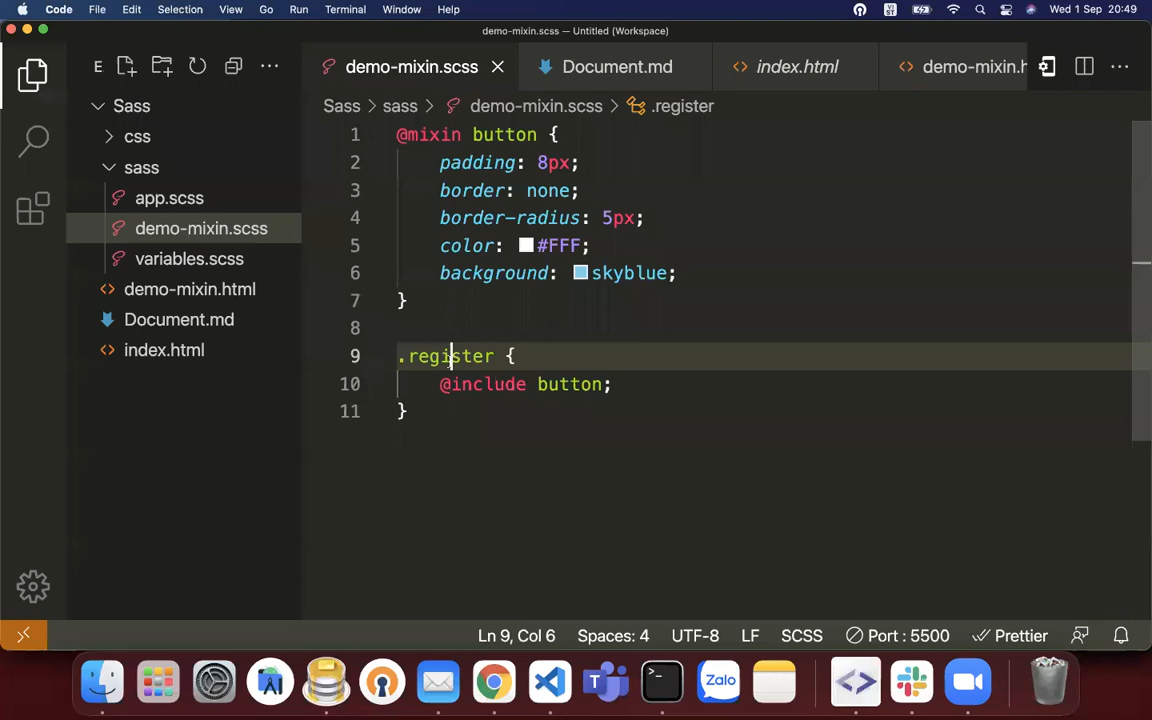 Code File Edit Selection View Go Run Terminal Window Help VI ST Wed 1 Sep 20:49
demo-mixin.scss — Untitled (Workspace)
E
demo-mixin.scss Document.md index.html demo-mixin.h
Sass
css
sass
app.scss
demo-mixin.scss
variables.scss
demo-mixin.html
Document.md
index.html
Sass > sass > demo-mixin.scss > .register
1 @mixin button {
2 padding: 8px;
3 border: none;
4 border-radius: 5px;
5 color: #FFF;
6 background: skyblue;
7 }
8
9 .register {
10 @include button;
11 }
Ln 9, Col 6 Spaces: 4 UTF-8 LF SCSS Port : 5500 Prettier
Zalo